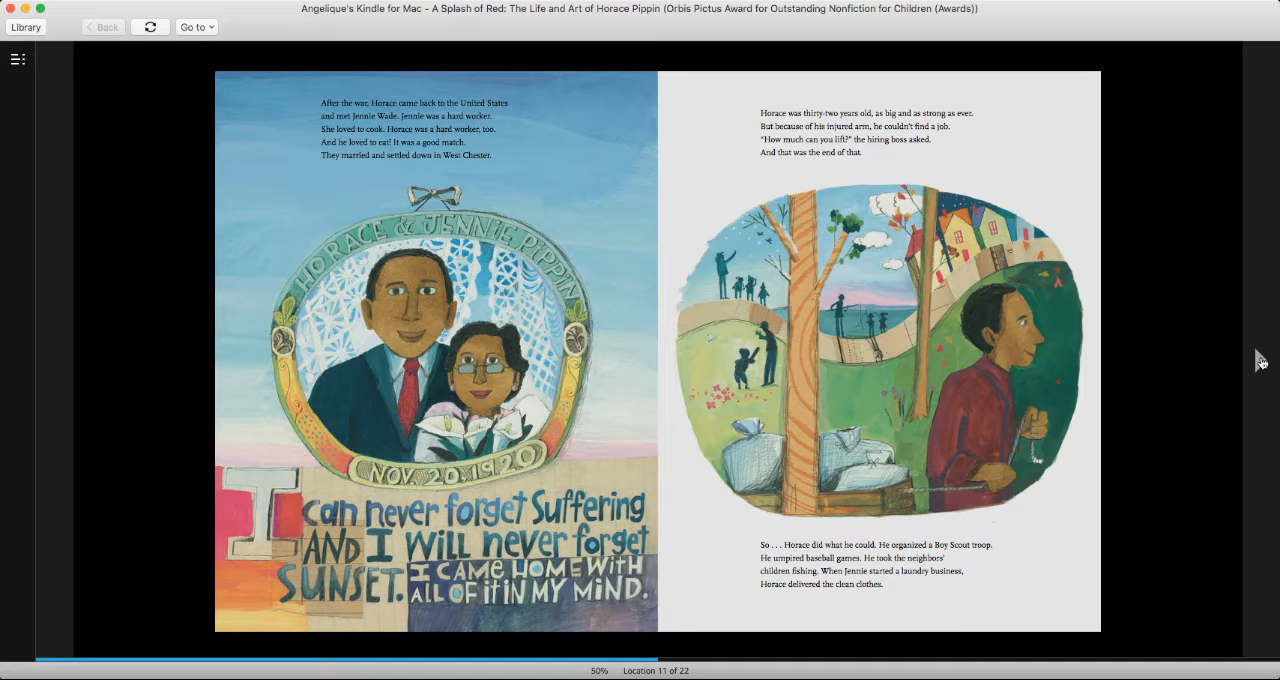 Angelique's Kindle for Mac - A Splash of Red: The Life and Art of Horace Pippin (Orbis Pictus Award for Outstanding Nonfiction for Children (Awards))
Library
Back
Go to
After the war, Horace came back to the United States
and met Jennie Wade. Jennie was a hard worker.
She loved to cook. Horace was a hard worker, too.
And he loved to eat! It was a good match.
They married and settled down in West Chester.
HORACE & JENNIE PIPPIN
NOV. 20, 1920
I can never forget Suffering
AND I WILL never forget
SUNSET. I CAME HOME WITH
ALL OF iT iN MY MiND.
Horace was thirty-two years old, as big and as strong as ever.
But because of his injured arm, he couldn't find a job.
"How much can you lift?" the hiring boss asked.
And that was the end of that.
So . . . Horace did what he could. He organized a Boy Scout troop.
He umpired baseball games. He took the neighbors'
children fishing. When Jennie started a laundry business,
Horace delivered the clean clothes.
50% Location 11 of 22